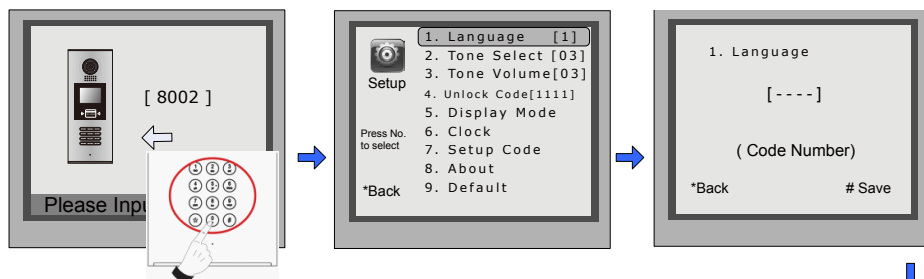 [ 8002 ]
Please Inpu
Setup
Press No.
to select
*Back
1. Language [1]
2. Tone Select [03]
3. Tone Volume[03]
4. Unlock Code[1111]
5. Display Mode
6. Clock
7. Setup Code
8. About
9. Default
1. Language
[----]
( Code Number)
*Back # Save